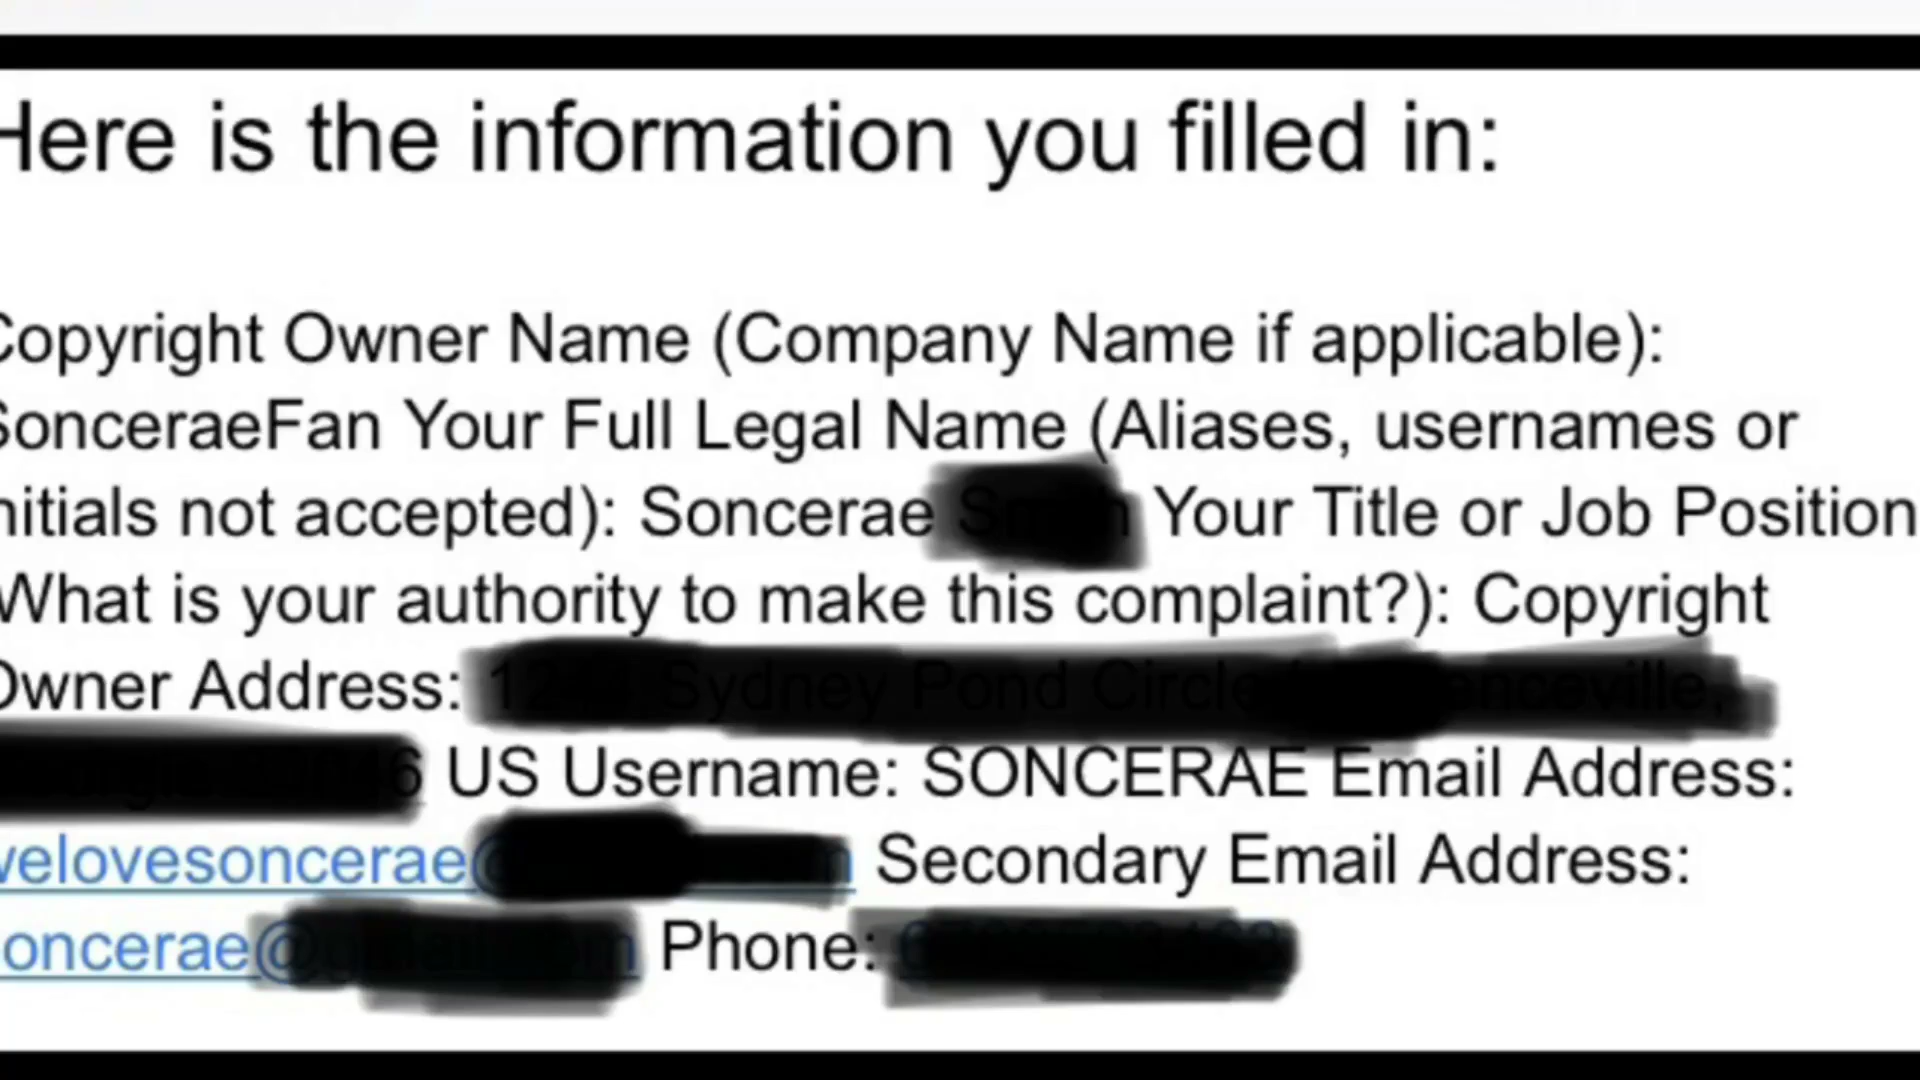 Here is the information you filled in:
Copyright Owner Name (Company Name if applicable):
SonceraeFan Your Full Legal Name (Aliases, usernames or
nitials not accepted): Soncerae Your Title or Job Position
What is your authority to make this complaint?): Copyright
Owner Address:
US Username: SONCERAE Email Address:
welovesoncerae@ Secondary Email Address:
oncerae@ Phone: